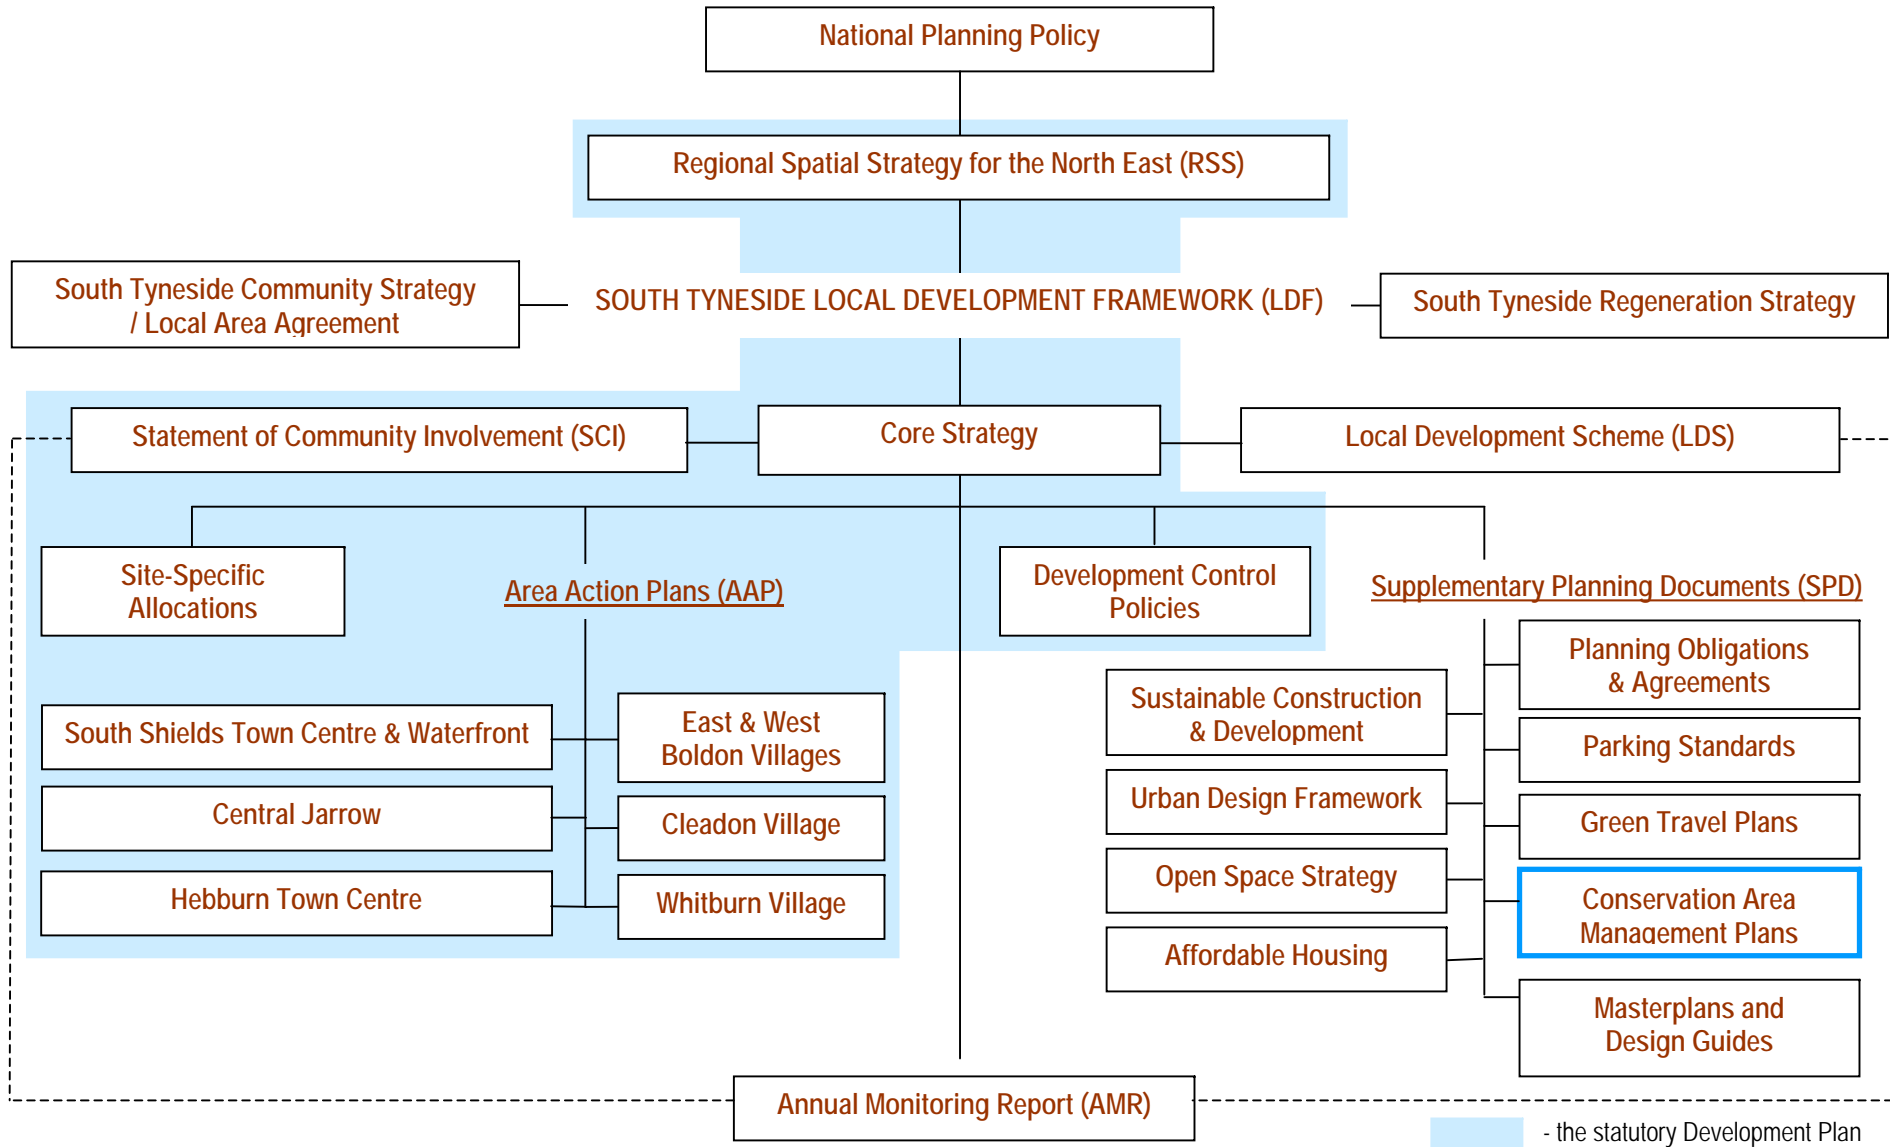 National Planning Policy
Regional Spatial Strategy for the North East (RSS)
South Tyneside Community Strategy
/ Local Area Agreement
SOUTH TYNESIDE LOCAL DEVELOPMENT FRAMEWORK (LDF)
South Tyneside Regeneration Strategy
Statement of Community Involvement (SCI)
Core Strategy
Local Development Scheme (LDS)
Site-Specific
Allocations
Area Action Plans (AAP)
Development Control
Policies
Supplementary Planning Documents (SPD)
South Shields Town Centre & Waterfront
East & West
Boldon Villages
Central Jarrow
Cleadon Village
Hebburn Town Centre
Whitburn Village
Sustainable Construction
& Development
Urban Design Framework
Open Space Strategy
Affordable Housing
Planning Obligations
& Agreements
Parking Standards
Green Travel Plans
Conservation Area
Management Plans
Masterplans and
Design Guides
Annual Monitoring Report (AMR)
- the statutory Development Plan